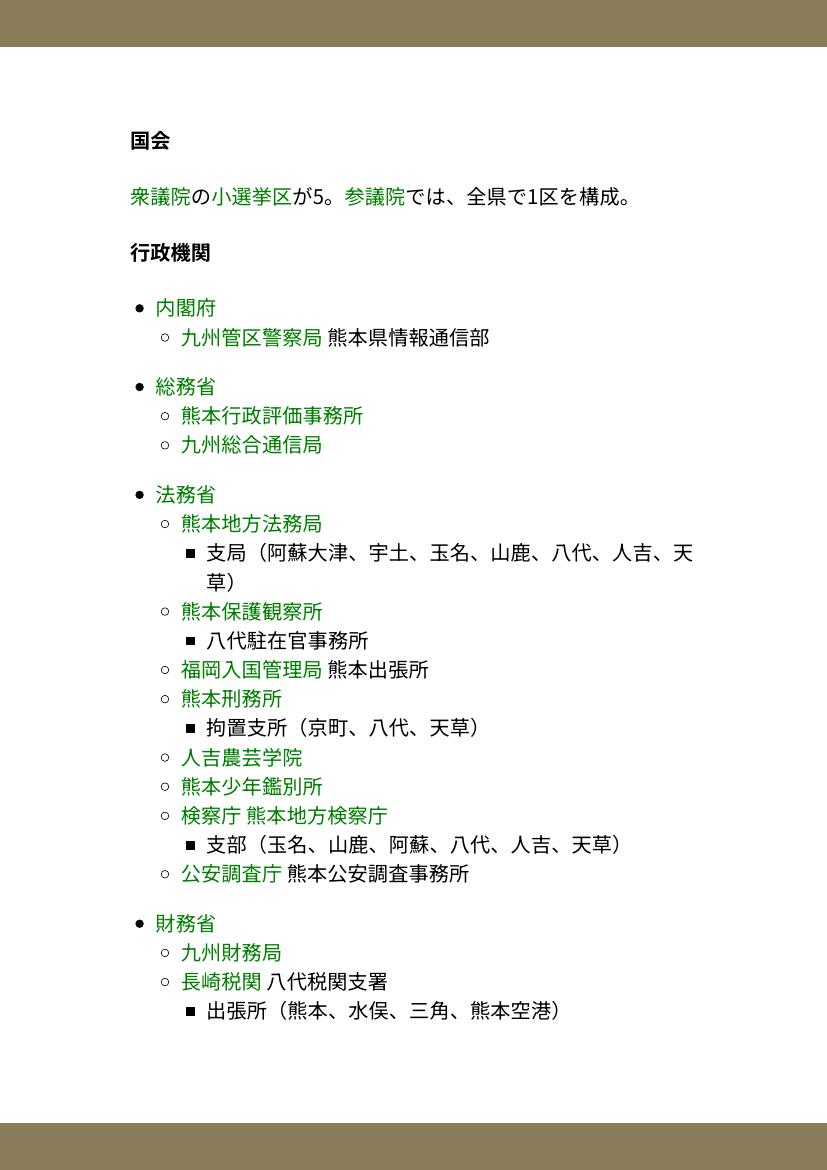 国会
衆議院の小選挙区が5。参議院では、全県で1区を構成。
行政機関
内閣府
九州管区警察局 熊本県情報通信部
総務省
熊本行政評価事務所
九州総合通信局
法務省
熊本地方法務局
支局（阿蘇大津、宇土、玉名、山鹿、八代、人吉、天
草）
熊本保護観察所
八代駐在官事務所
福岡入国管理局 熊本出張所
熊本刑務所
拘置支所（京町、八代、天草）
人吉農芸学院
熊本少年鑑別所
検察庁 熊本地方検察庁
支部（玉名、山鹿、阿蘇、八代、人吉、天草）
公安調査庁 熊本公安調査事務所
財務省
九州財務局
長崎税関 八代税関支署
出張所（熊本、水俣、三角、熊本空港）